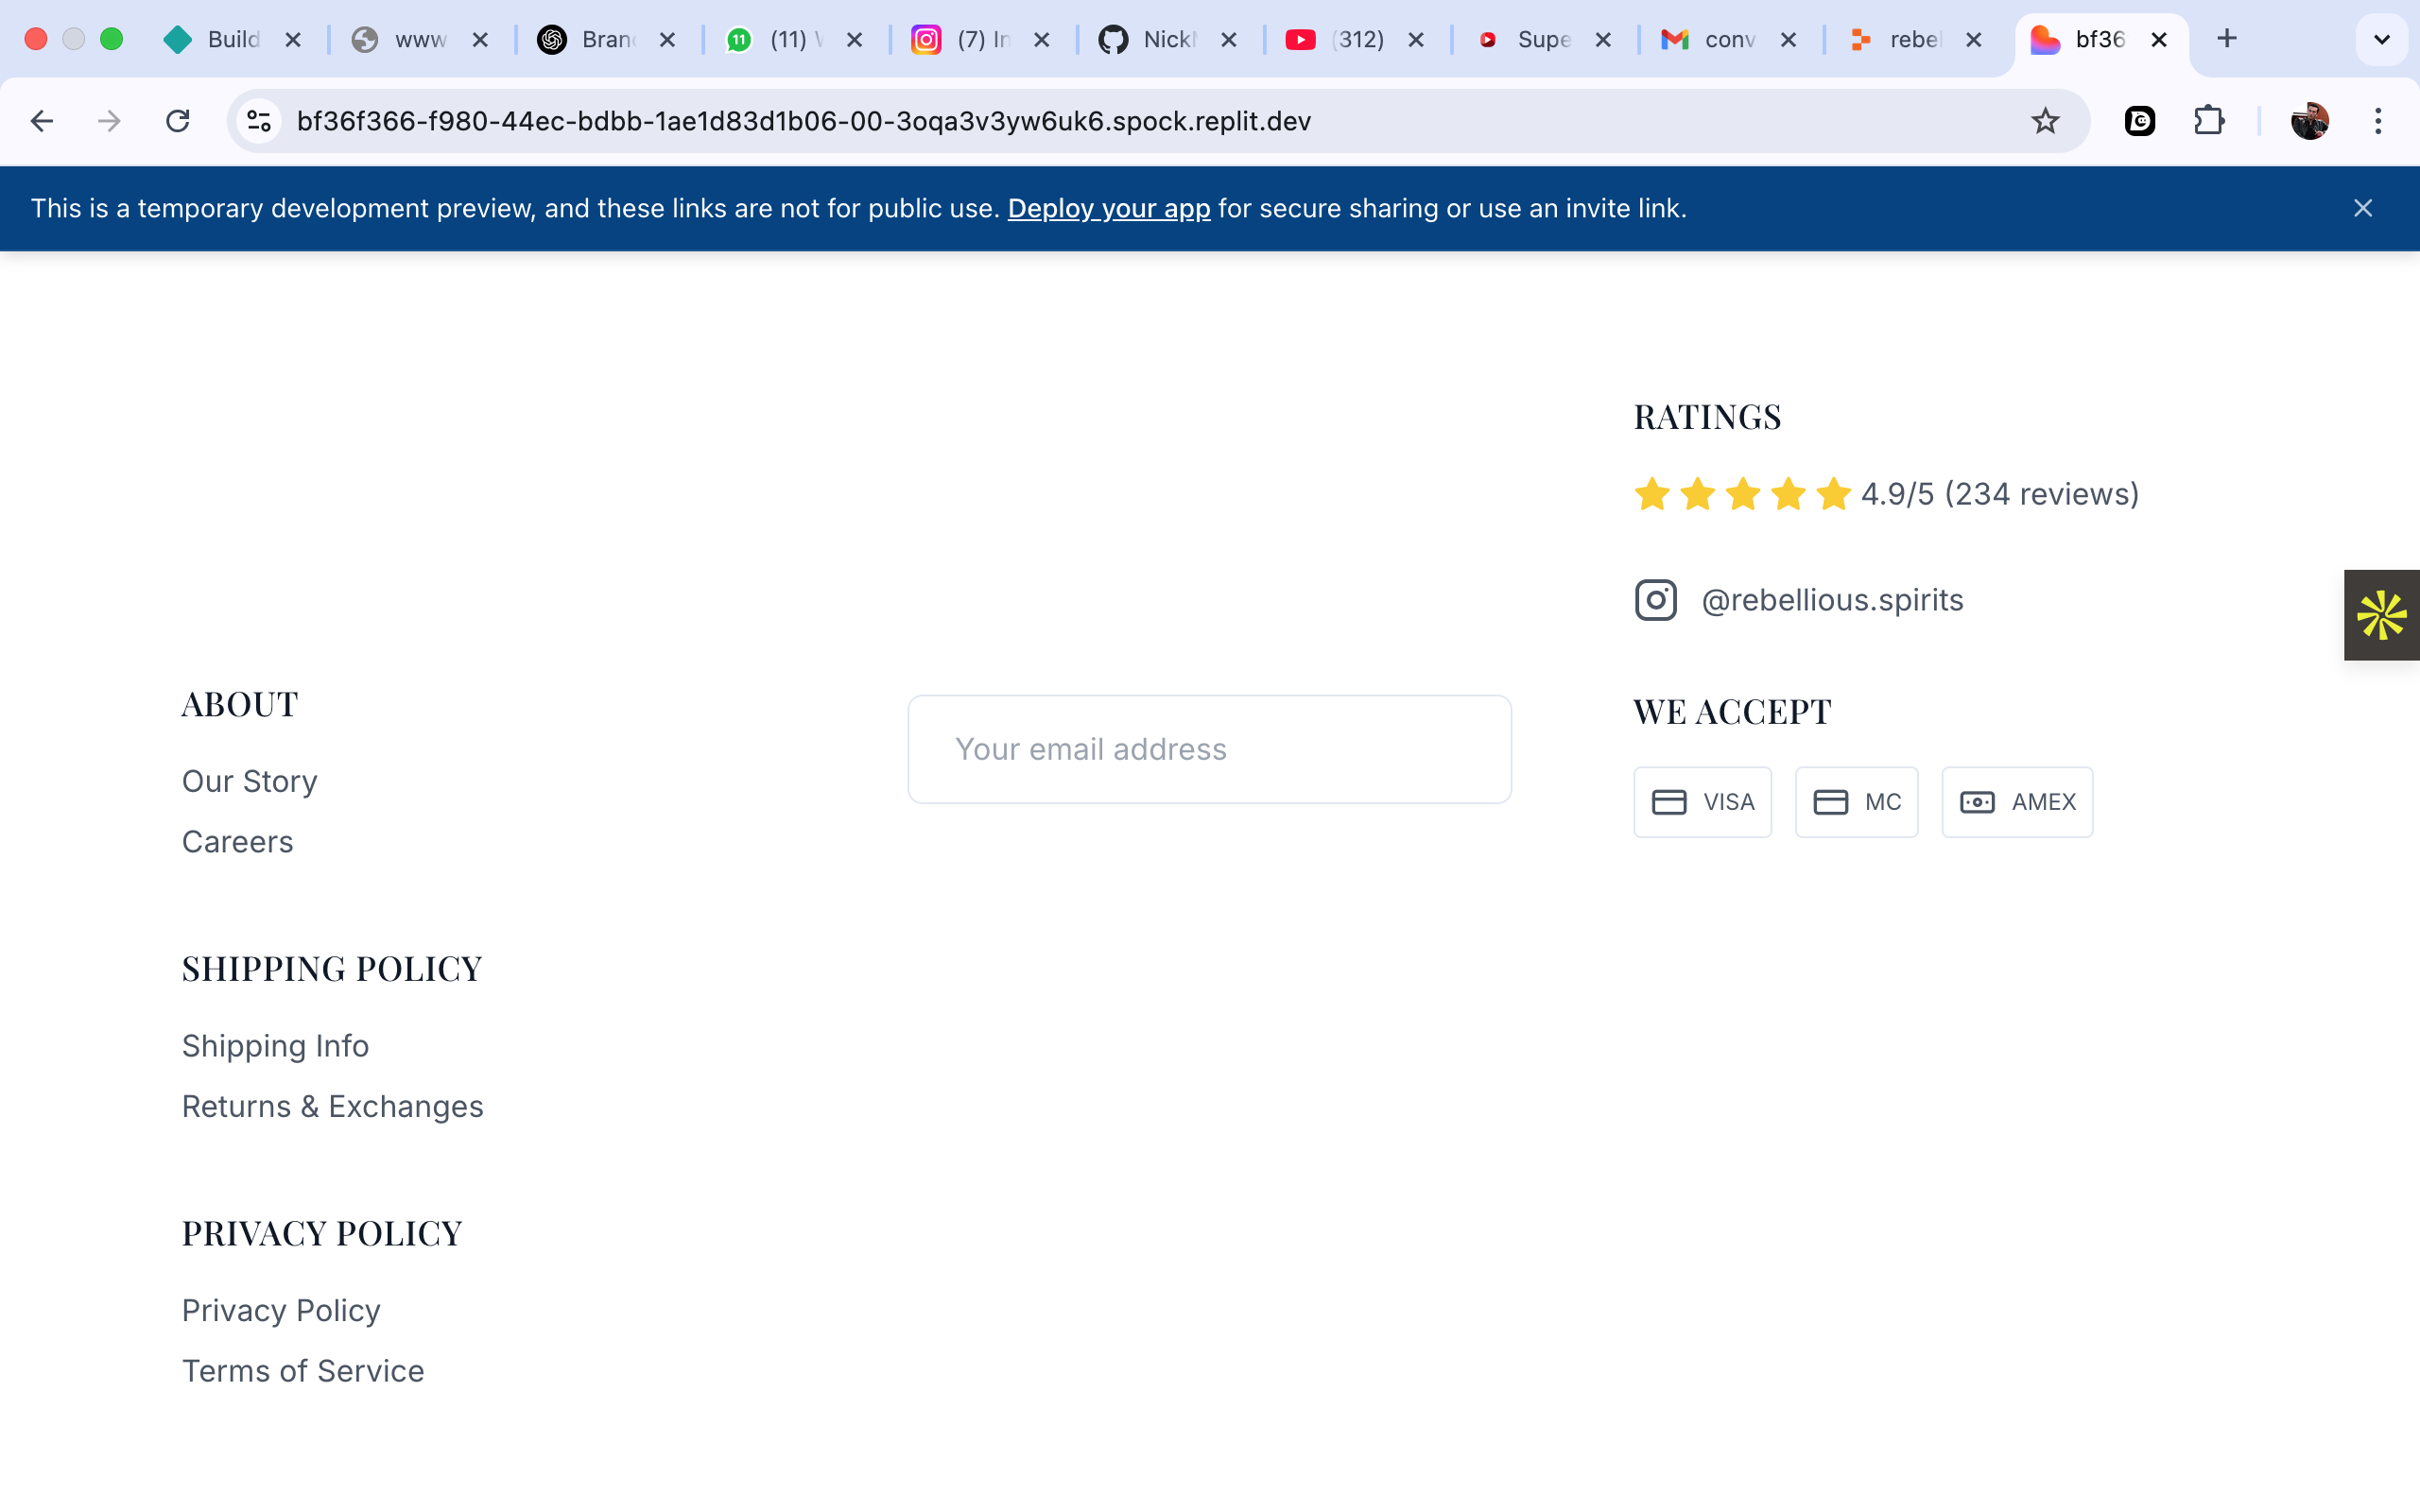 Build
www
Bran
11
(11)
(7) In
Nick
(312)
Supe
conv
rebel
bf36
bf36f366-f980-44ec-bdbb-1ae1d83d1b06-00-3oqa3v3yw6uk6.spock.replit.dev
This is a temporary development preview, and these links are not for public use. Deploy your app for secure sharing or use an invite link.
ABOUT
Our Story
Careers
SHIPPING POLICY
Shipping Info
Returns & Exchanges
PRIVACY POLICY
Privacy Policy
Terms of Service
Your email address
RATINGS
4.9/5 (234 reviews)
@rebellious.spirits
WE ACCEPT
VISA
MC
AMEX